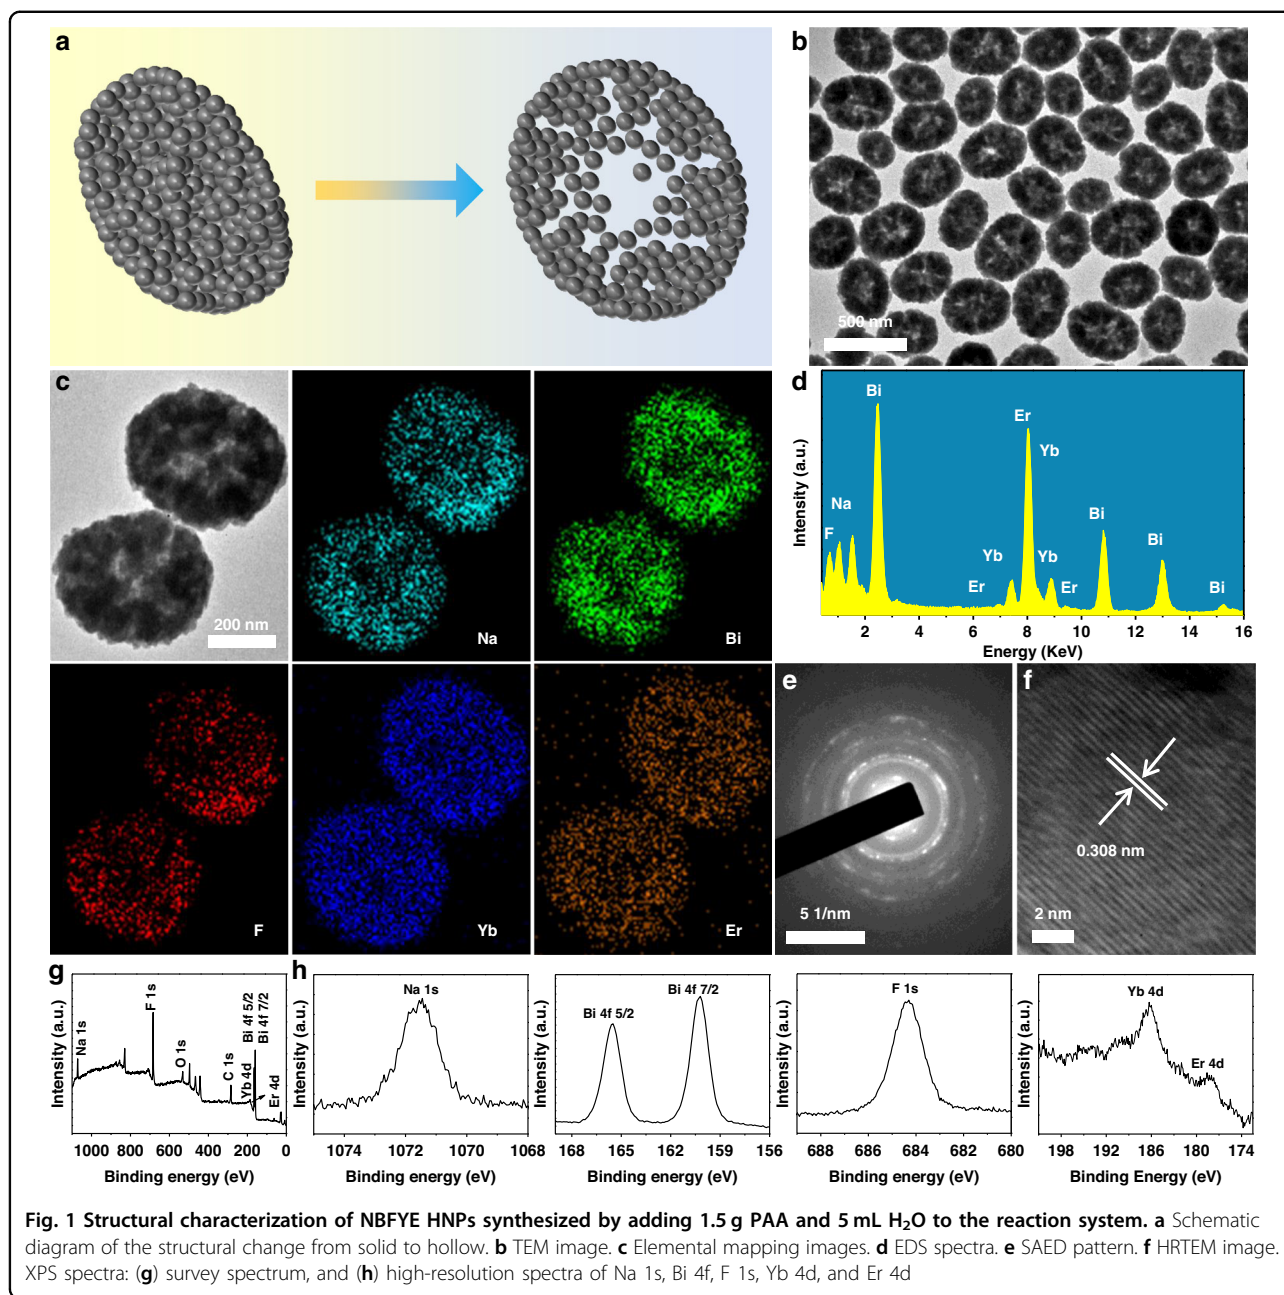 a
b
500 nm
c
200 nm
Na
Bi
F
Yb
Er
d
Bi
Er
Yb
Na
F
Bi
Yb
Yb
Bi
Er
Er
Bi
Intensity (a.u.)
2 4 6 8 10 12 14 16
Energy (KeV)
e
5 1/nm
f
0.308 nm
2 nm
g
Intensity (a.u.)
Na 1s
F 1s
O 1s
C 1s
Yb 4d
Bi 4f 5/2
Bi 4f 7/2
Er 4d
1000 800 600 400 200 0
Binding energy (eV)
h
Intensity (a.u.)
Na 1s
1074 1072 1070 1068
Binding energy (eV)
Intensity (a.u.)
Bi 4f 5/2
Bi 4f 7/2
168 165 162 159 156
Binding energy (eV)
Intensity (a.u.)
F 1s
688 686 684 682 680
Binding energy (eV)
Intensity (a.u.)
Yb 4d
Er 4d
198 192 186 180 174
Binding Energy (eV)
Fig. 1 Structural characterization of NBFYE HNPs synthesized by adding 1.5 g PAA and 5 mL H₂O to the reaction system. a Schematic
diagram of the structural change from solid to hollow. b TEM image. c Elemental mapping images. d EDS spectra. e SAED pattern. f HRTEM image.
XPS spectra: (g) survey spectrum, and (h) high-resolution spectra of Na 1s, Bi 4f, F 1s, Yb 4d, and Er 4d